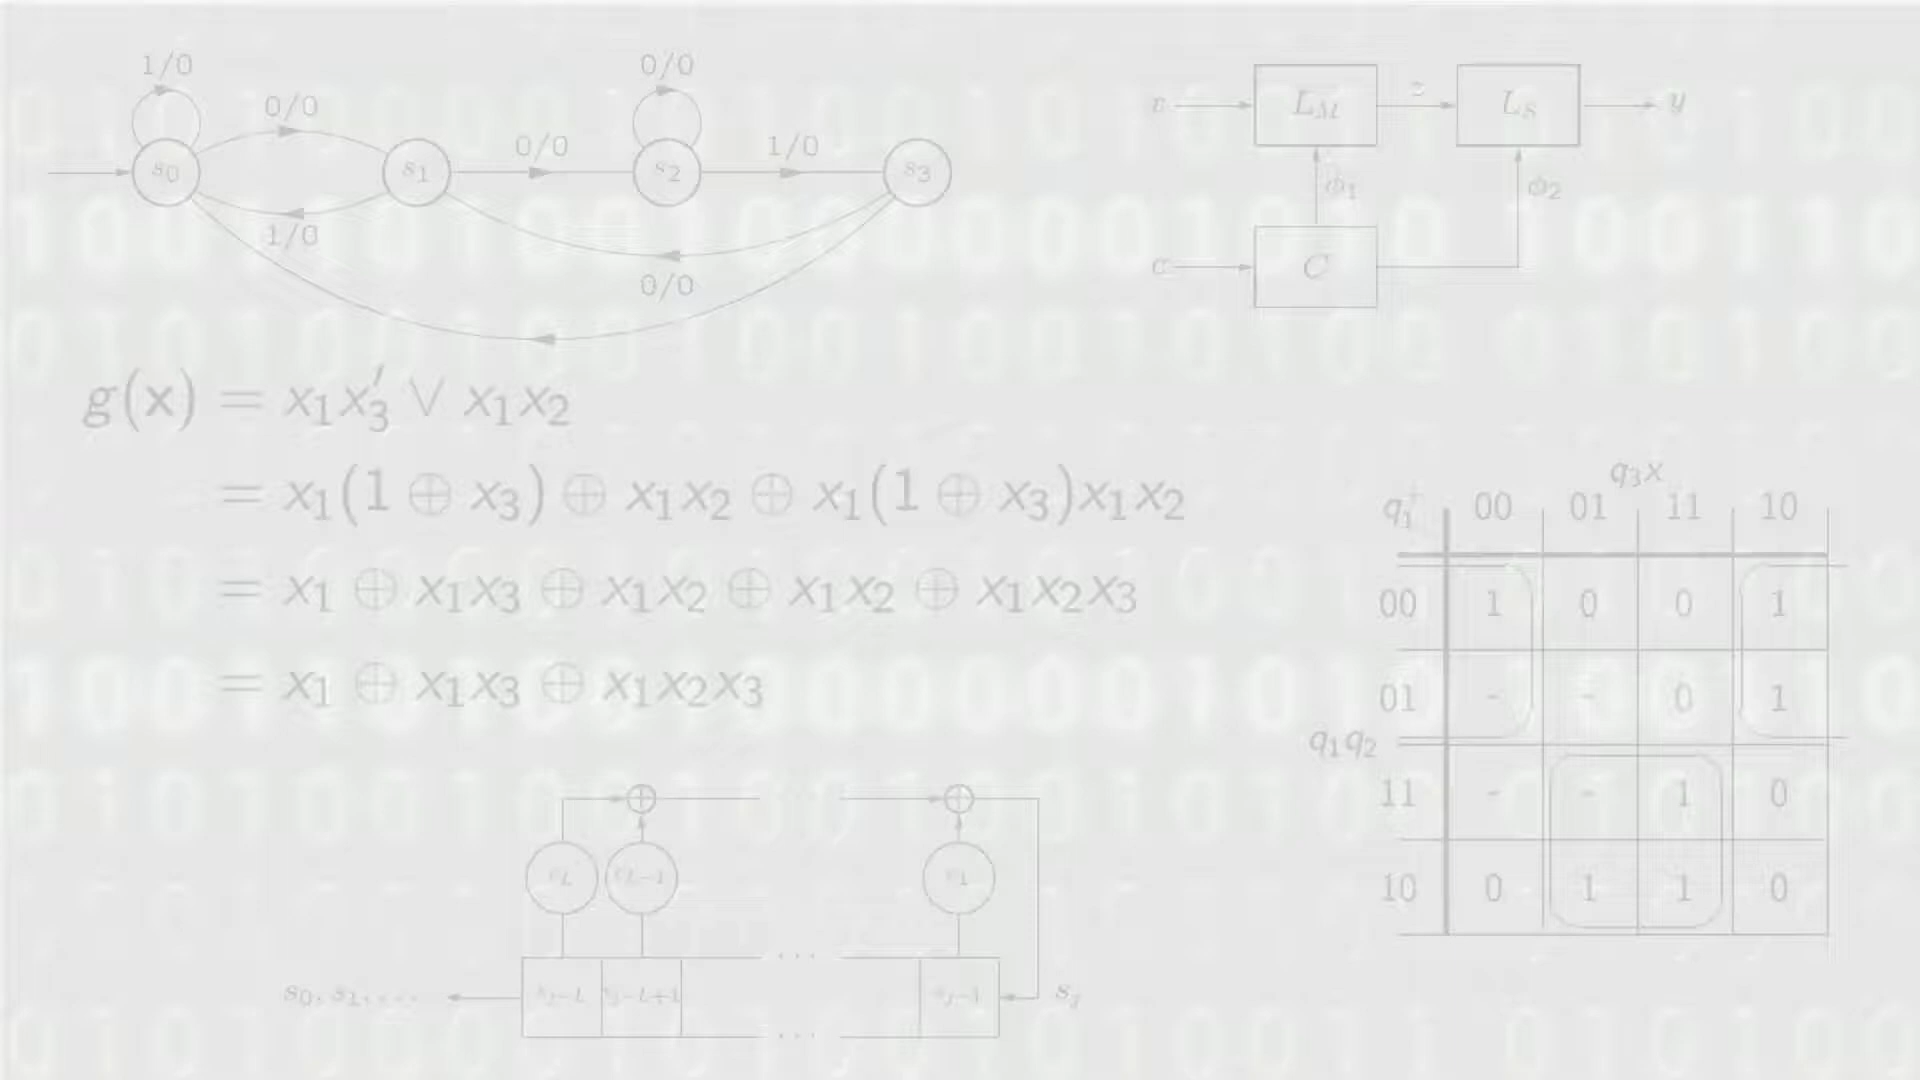 1/0
0/0
0/0
0/0
1/0
s0
s1
s2
s3
1/0
0/0
z
LM
LS
y
ϕ1
ϕ2
C
g(x) = x1x3′ ∨ x1x2
= x1(1 ⊕ x3) ⊕ x1x2 ⊕ x1(1 ⊕ x3)x1x2
= x1 ⊕ x1x3 ⊕ x1x2 ⊕ x1x2 ⊕ x1x2x3
= x1 ⊕ x1x3 ⊕ x1x2x3
q3x
q1+ 00 01 11 10
00 1 0 0 1
01 - - 0 1
q1q2
11 - - 1 0
10 0 1 1 0
cL
cL−1
c1
s0, s1, ...
sj−L
sj−L+1
...
sj−1
sj
...